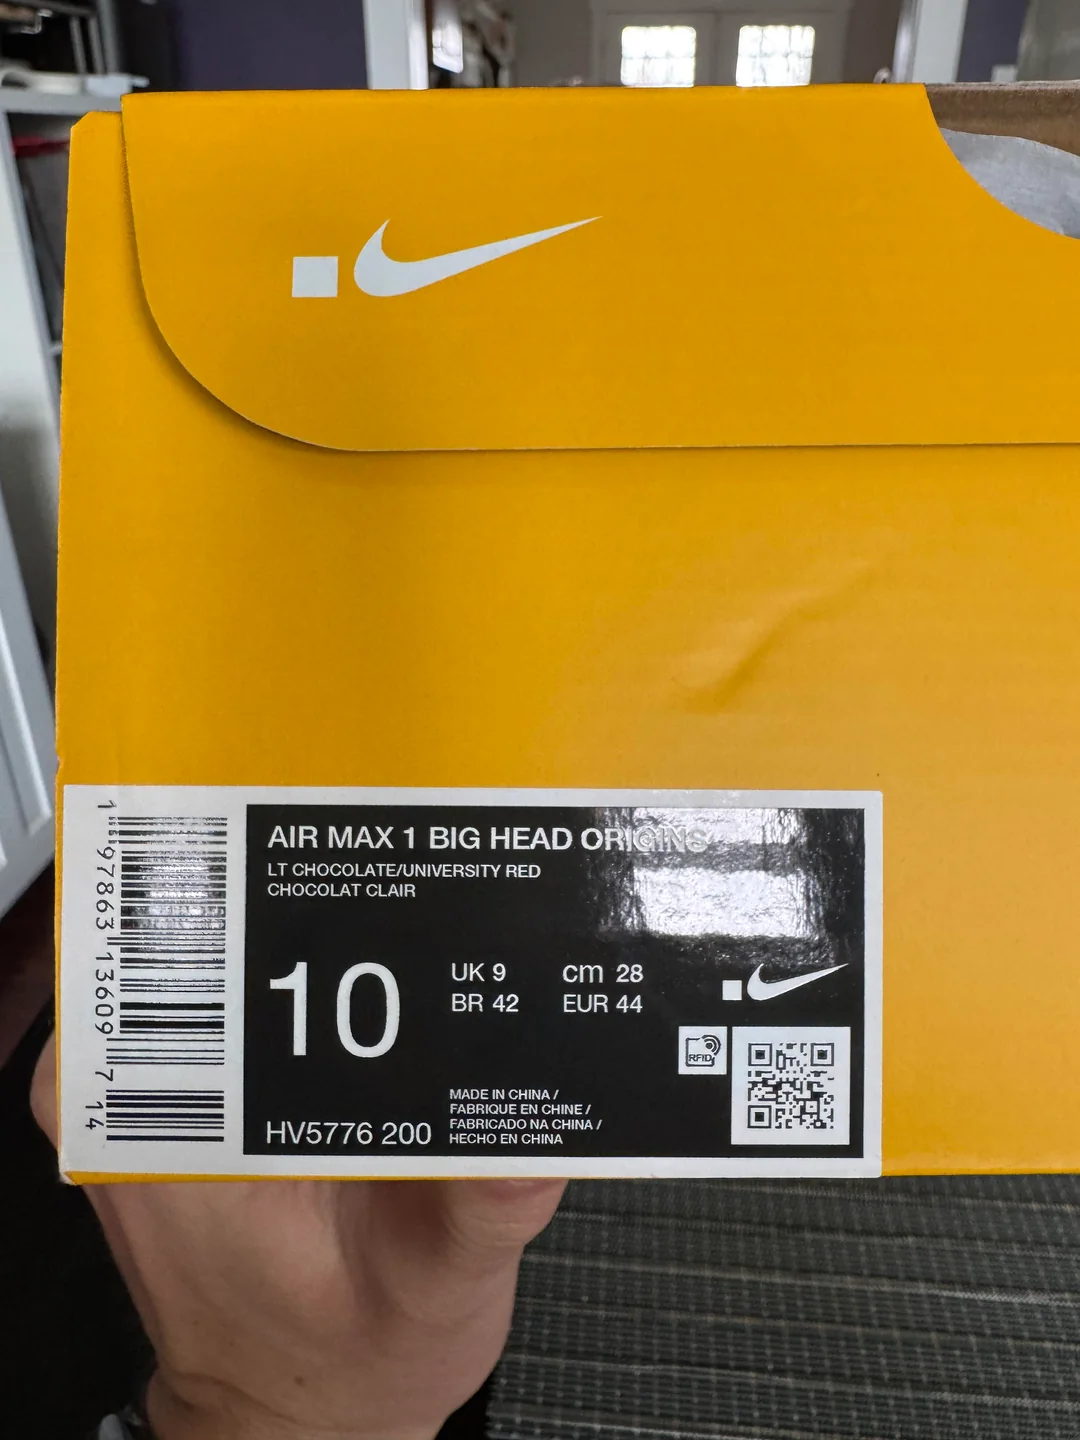 AIR MAX 1 BIG HEAD ORIGINS
LT CHOCOLATE/UNIVERSITY RED
CHOCOLAT CLAIR
10
UK 9
cm 28
BR 42
EUR 44
RFID
MADE IN CHINA /
FABRIQUE EN CHINE /
FABRICADO NA CHINA /
HECHO EN CHINA
HV5776 200
1 97863 13609 7 14